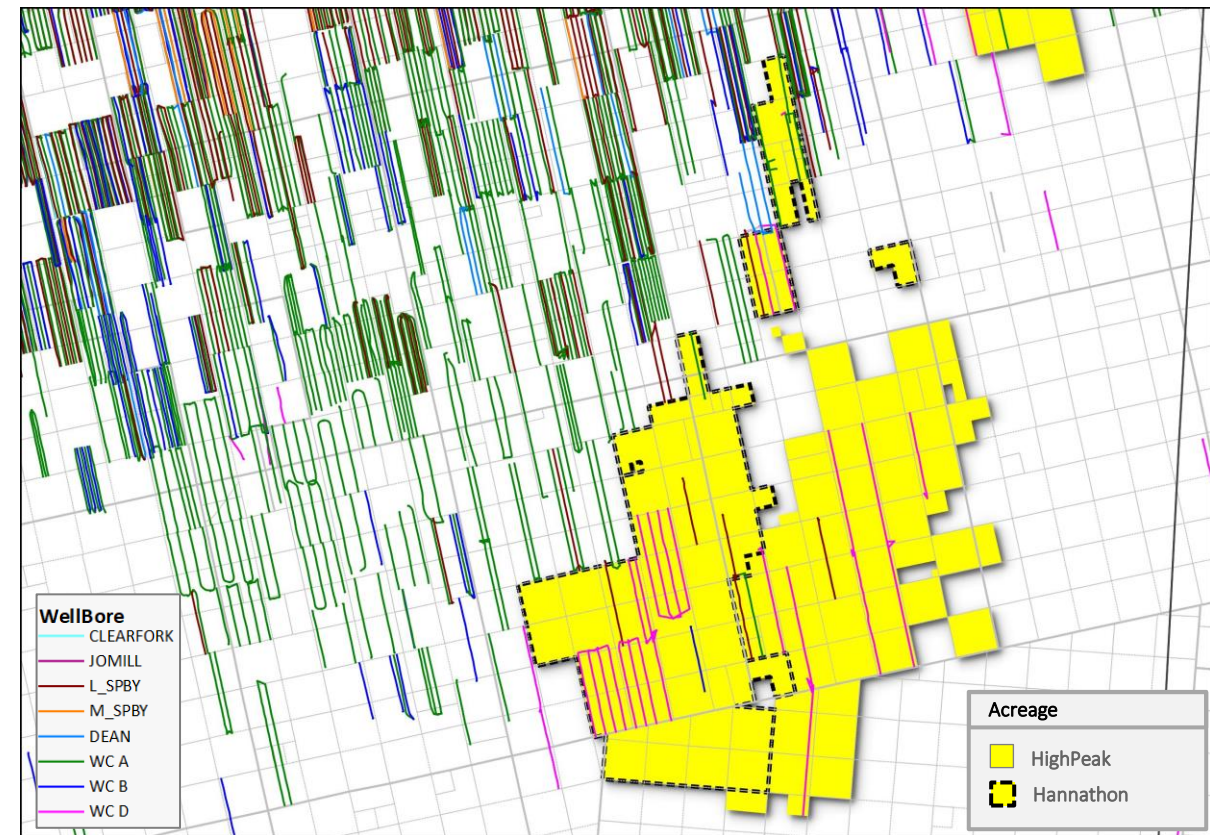 WellBore
CLEARFORK
JOMILL
L_SPBY
M_SPBY
DEAN
WC A
WC B
WC D
Acreage
HighPeak
Hannathon